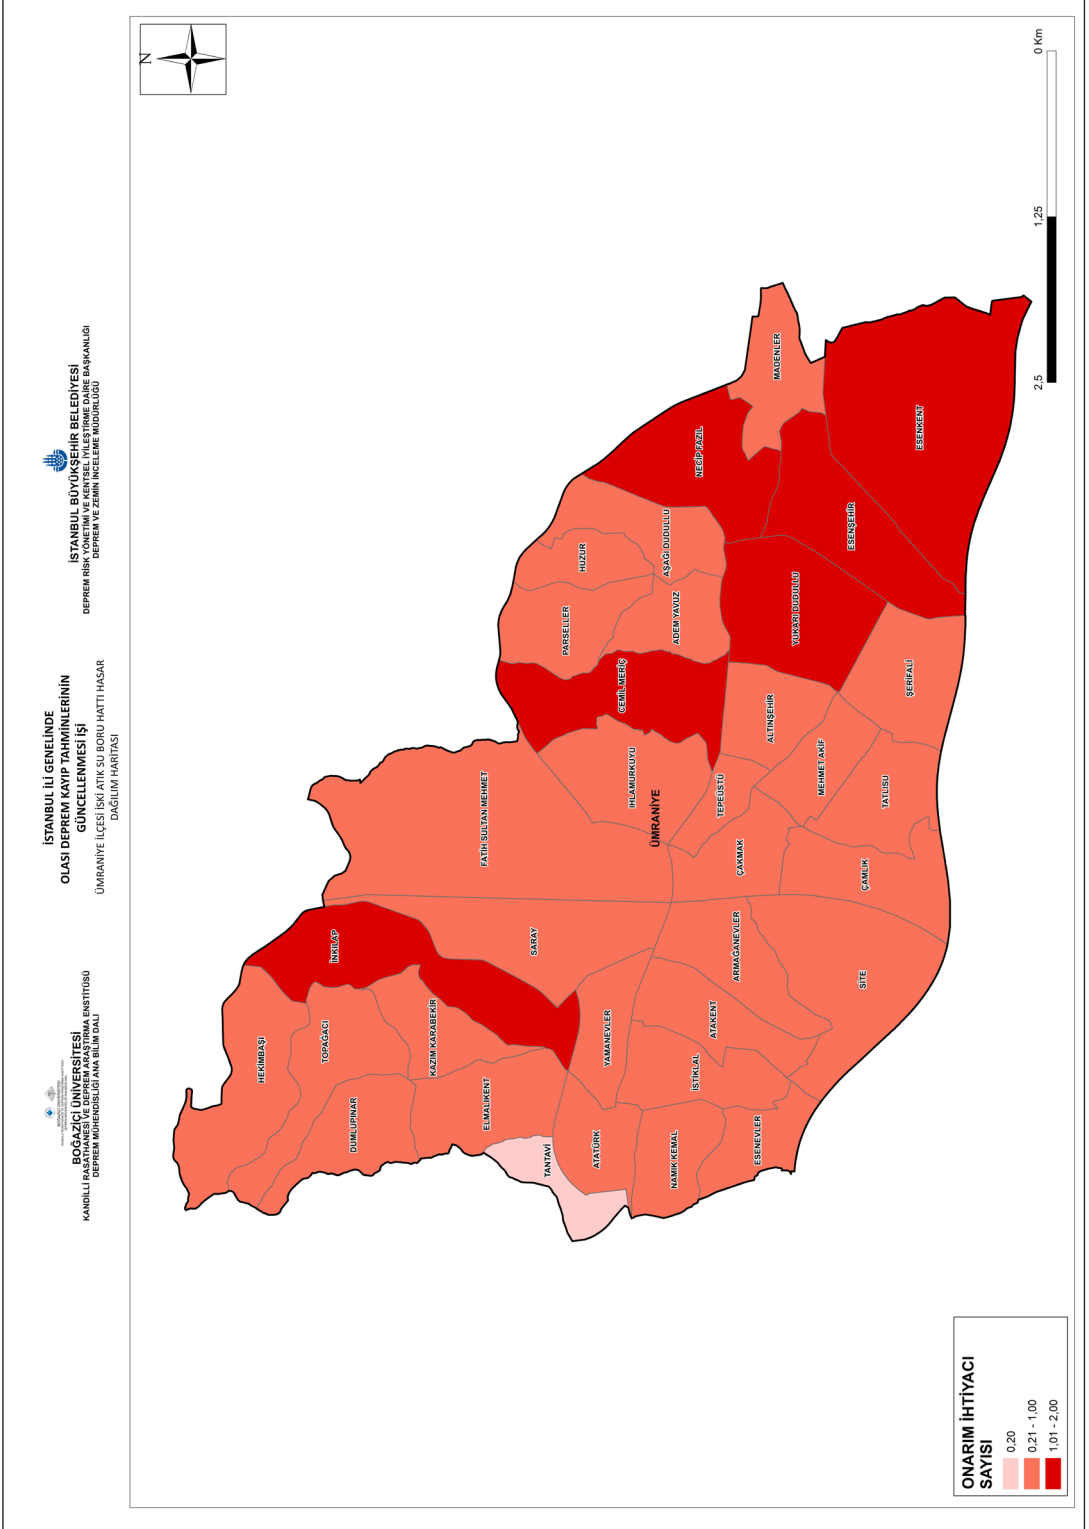 BOĞAZİÇİ ÜNİVERSİTESİ
KANDİLLİ RASATHANESİ VE DEPREM ARAŞTIRMA ENSTİTÜSÜ
DEPREM MÜHENDİSLİĞİ ANA BİLİM DALI
İSTANBUL İLİ GENELİNDE
OLASI DEPREM KAYIP TAHMİNLERİNİN
GÜNCELLENMESİ İŞİ
ÜMRANİYE İLÇESİ İSKİ ATIK SU BORU HATTI HASAR
DAĞILIM HARİTASI
İSTANBUL BÜYÜKŞEHİR BELEDİYESİ
DEPREM RİSK YÖNETİMİ VE KENTSEL İYİLEŞTİRME DAİRE BAŞKANLIĞI
DEPREM VE ZEMİN İNCELEME MÜDÜRLÜĞÜ
N
HEKİMBAŞI
İNKILAP
TOPAĞACI
DUMLUPINAR
KAZIM KARABEKİR
ELMALIKENT
FATİH SULTAN MEHMET
SARAY
TANTAVİ
PARSELLER
HUZUR
ATATÜRK
YAMANEVLER
CEMİL MERİÇ
IHLAMURKUYU
ÜMRANİYE
ADEM YAVUZ
AŞAĞI DUDULLU
NECİP FAZIL
NAMIK KEMAL
İSTİKLAL
ATAKENT
ARMAĞANEVLER
TEPEÜSTÜ
ÇAKMAK
ESENEVLER
ALTINŞEHİR
MADENLER
YUKARI DUDULLU
MEHMET AKİF
ESENŞEHİR
SİTE
ÇAMLIK
TATLISU
ŞERİFALİ
ESENKENT
ONARIM İHTİYACI
SAYISI
0,20
0,21 - 1,00
1,01 - 2,00
2,5
1,25
0 Km